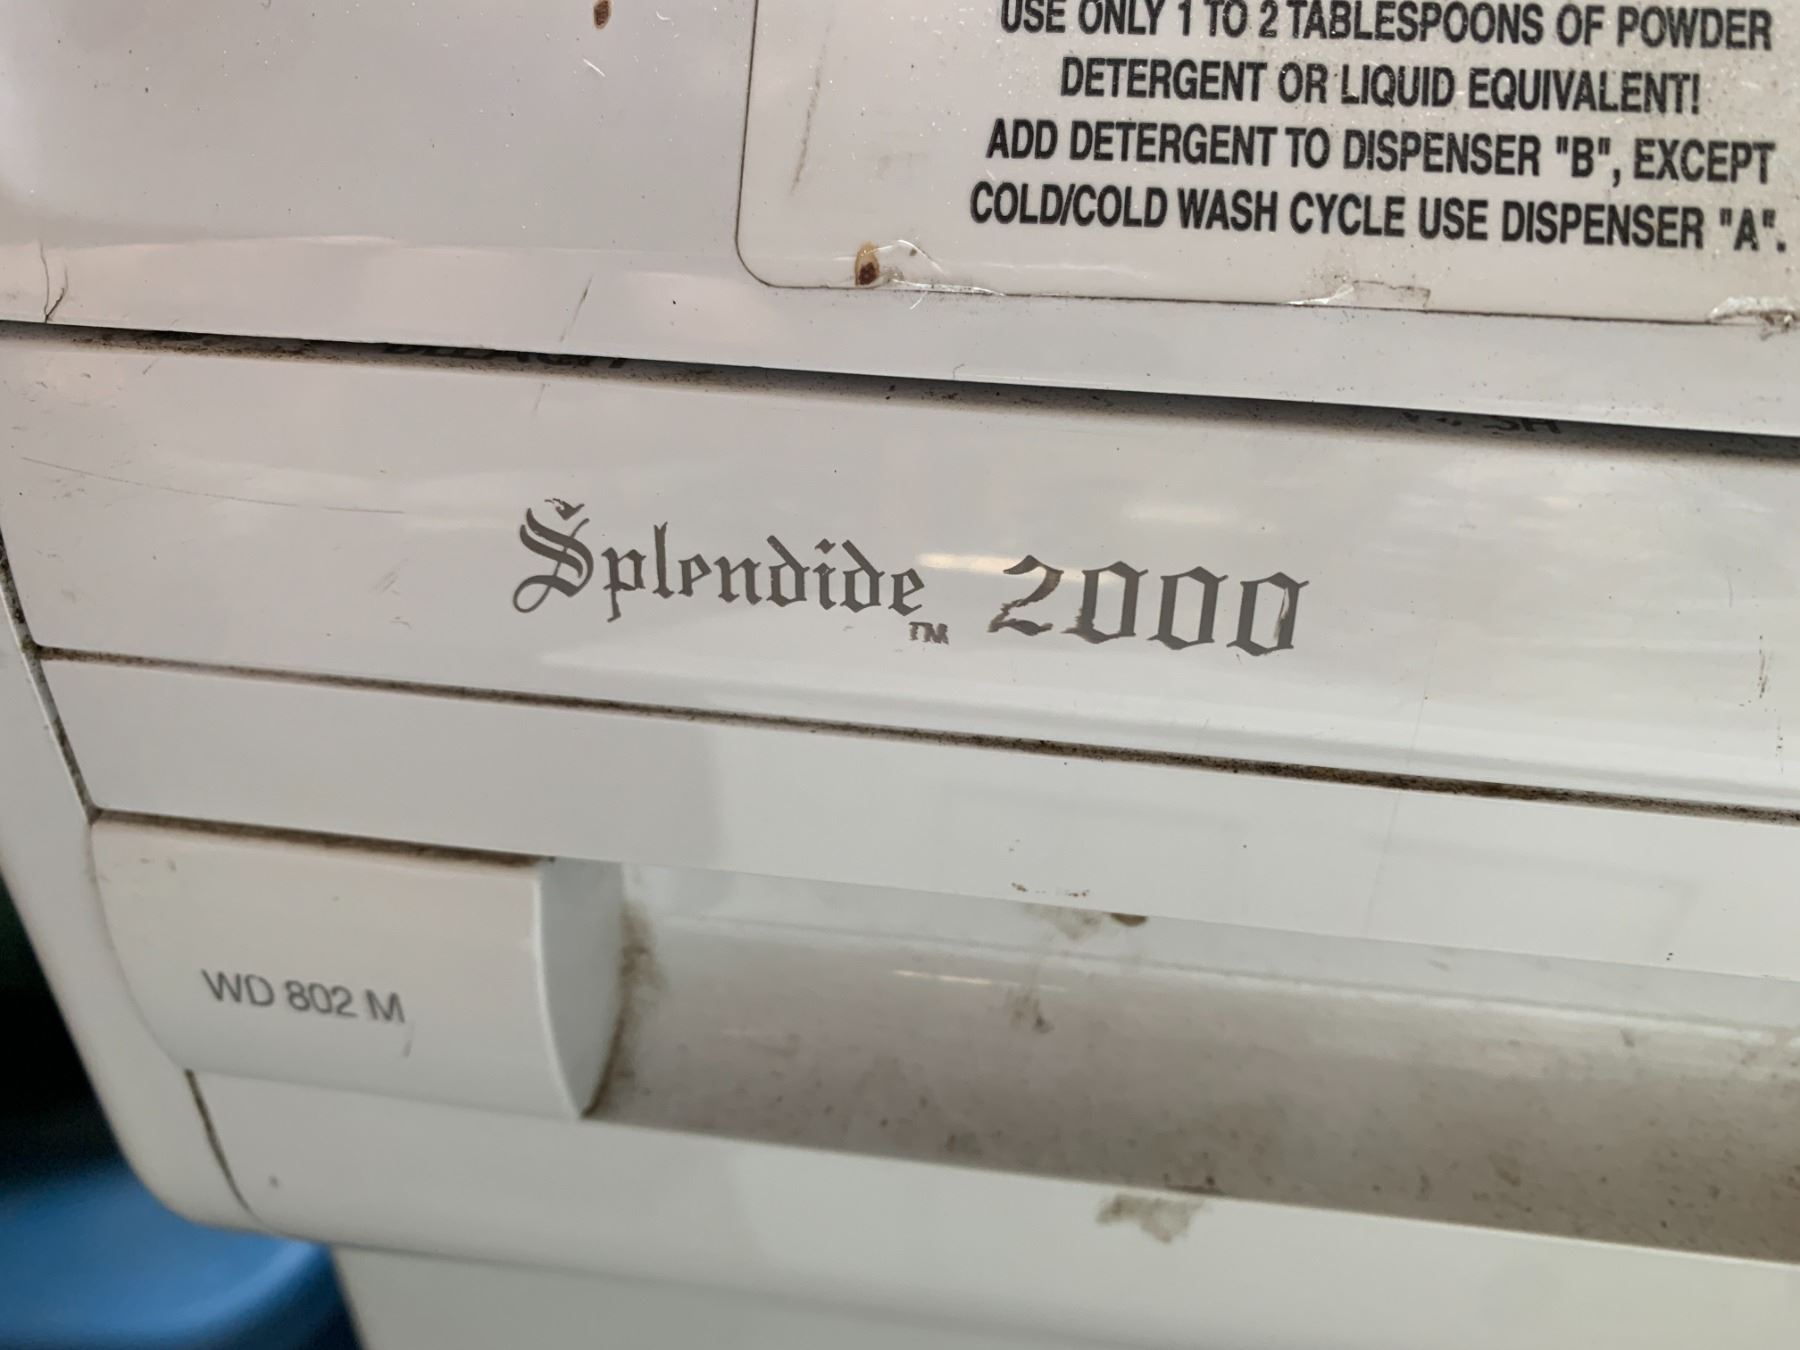 USE ONLY 1 TO 2 TABLESPOONS OF POWDER
DETERGENT OR LIQUID EQUIVALENT!
ADD DETERGENT TO DISPENSER "B", EXCEPT
COLD/COLD WASH CYCLE USE DISPENSER "A".
Splendide™ 2000
WD 802 M